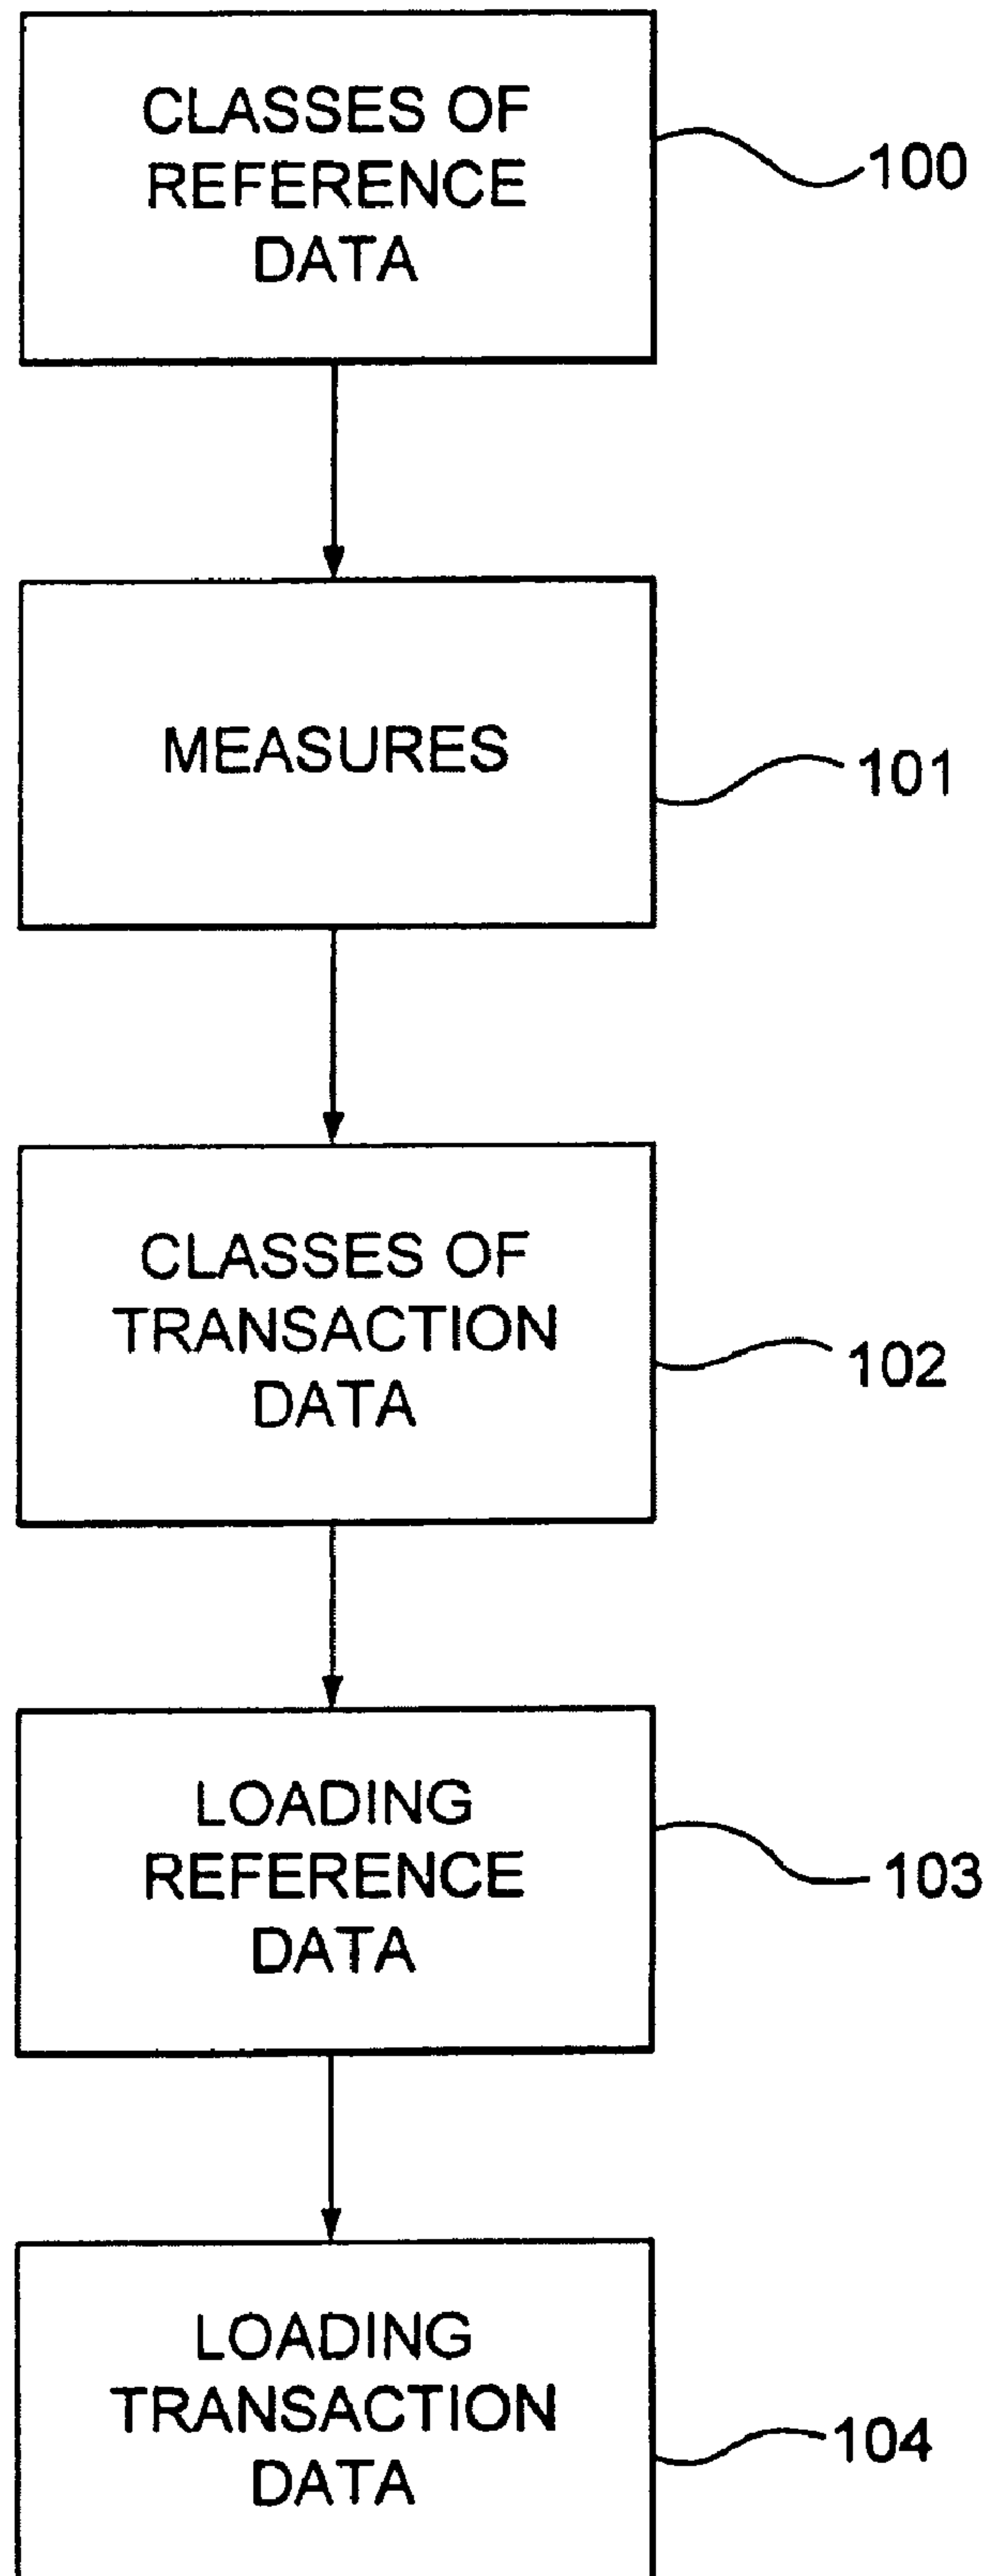 CLASSES OF
REFERENCE
DATA
100
MEASURES
101
CLASSES OF
TRANSACTION
DATA
102
LOADING
REFERENCE
DATA
103
LOADING
TRANSACTION
DATA
104